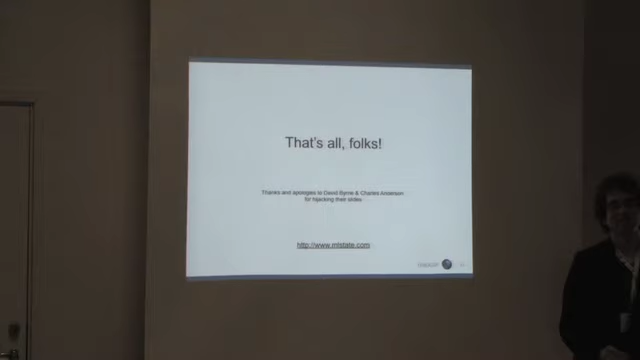 That's all, folks!
Thanks and apologies to David Byrne & Charles Anderson
for hijacking their slides
http://www.mlstate.com/